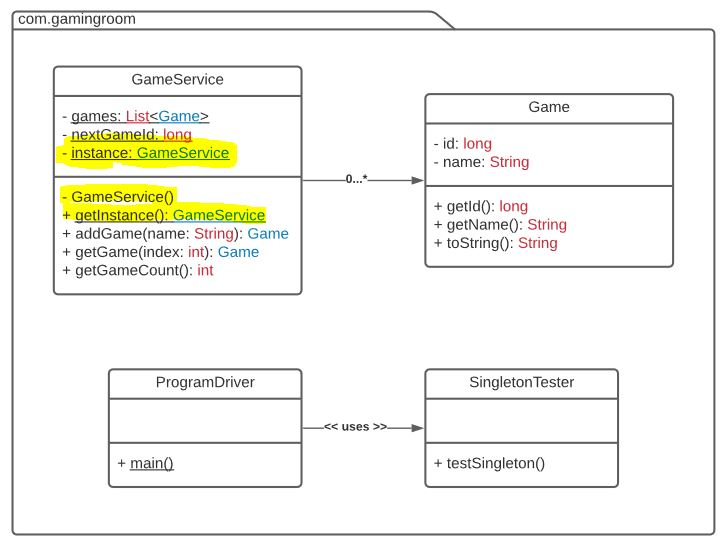 com.gamingroom
GameService
- games: List<Game>
- nextGameId: long
- instance: GameService
- GameService()
+ getInstance(): GameService
+ addGame(name: String): Game
+ getGame(index: int): Game
+ getGameCount(): int
0...*
Game
- id: long
- name: String
+ getId(): long
+ getName(): String
+ toString(): String
ProgramDriver
+ main()
<< uses >>
SingletonTester
+ testSingleton()